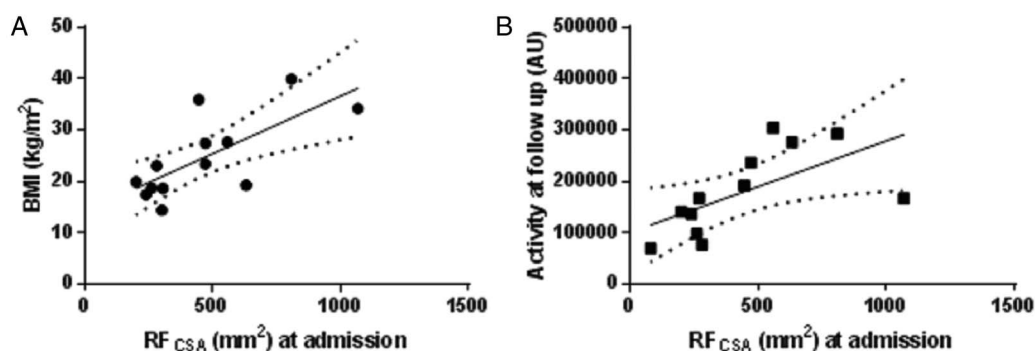 A
BMI (kg/m²)
50
40
30
20
10
0
0 500 1000 1500
RF CSA (mm²) at admission
B
Activity at follow up (AU)
500000
400000
300000
200000
100000
0
0 500 1000 1500
RF CSA (mm²) at admission